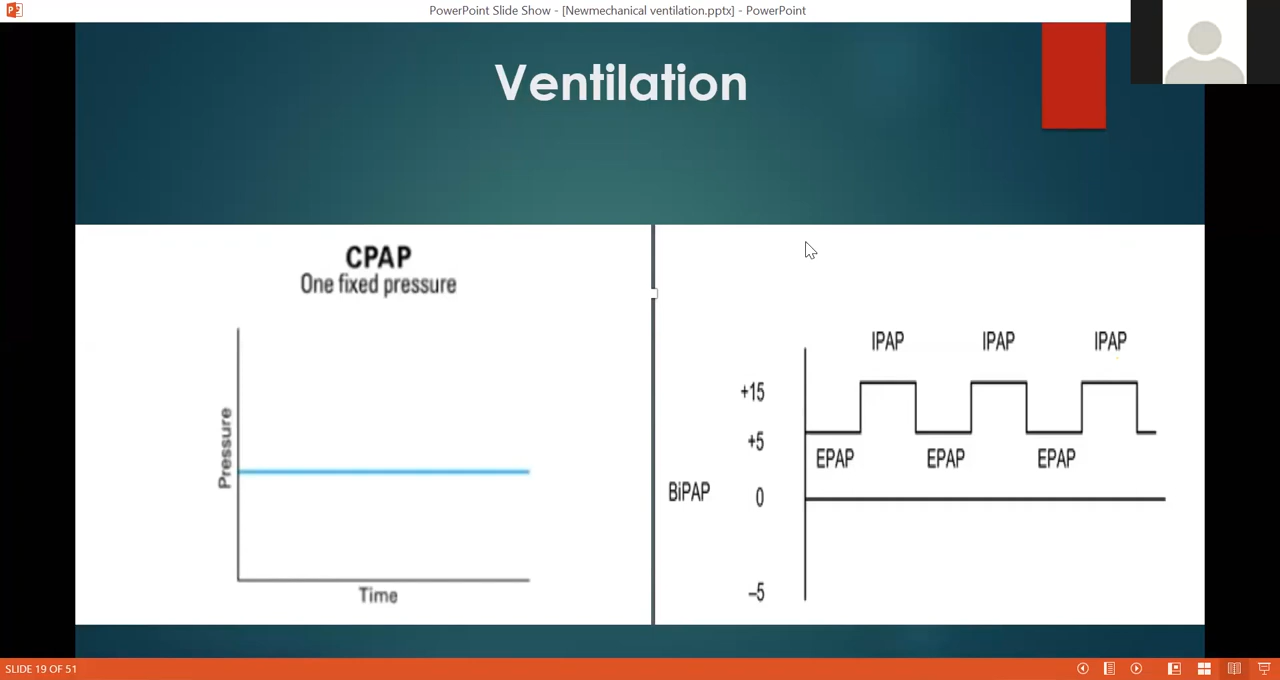 PowerPoint Slide Show - [Newmechanical ventilation.pptx] - PowerPoint
Ventilation
CPAP
One fixed pressure
Pressure
Time
IPAP IPAP IPAP
+15
+5
EPAP EPAP EPAP
BiPAP 0
–5
SLIDE 19 OF 51